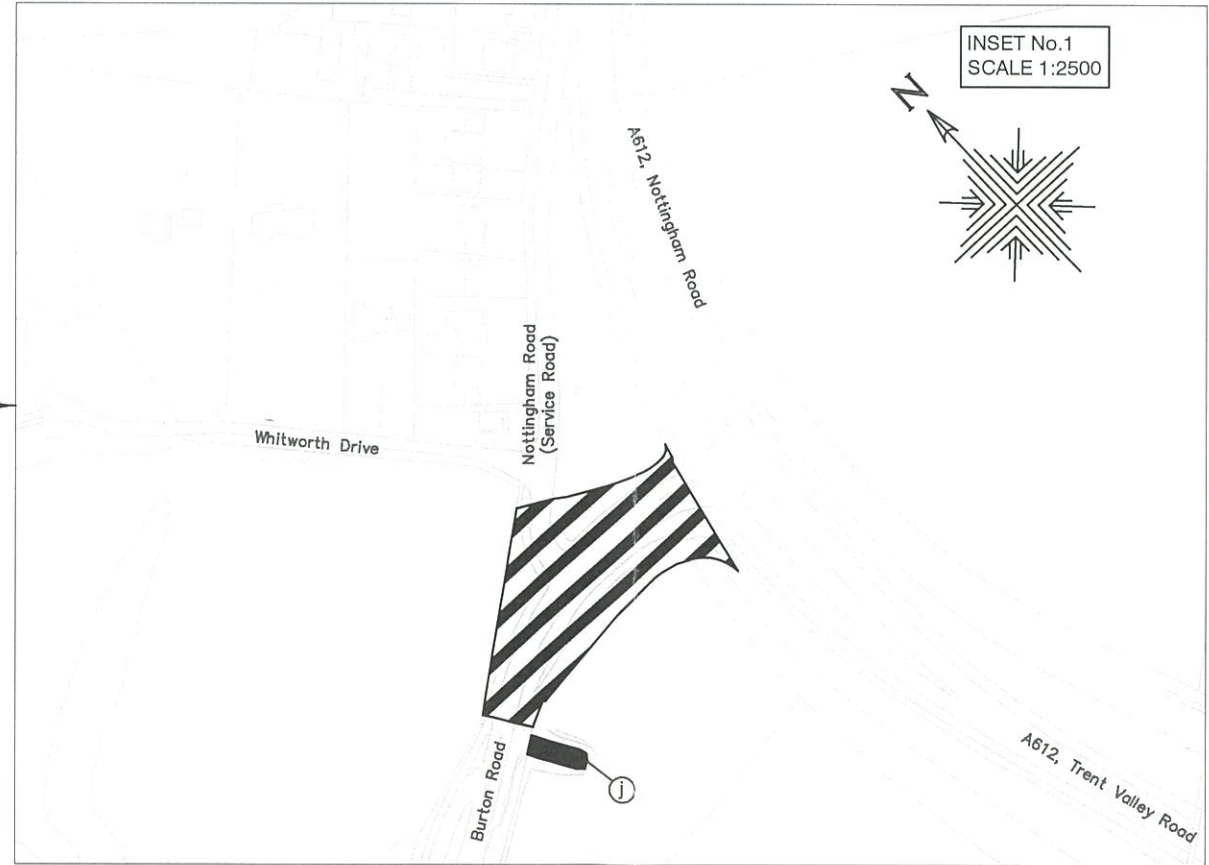 INSET No.1
SCALE 1:2500
N
A612, Nottingham Road
Nottingham Road
(Service Road)
Whitworth Drive
Burton Road
j
A612, Trent Valley Road